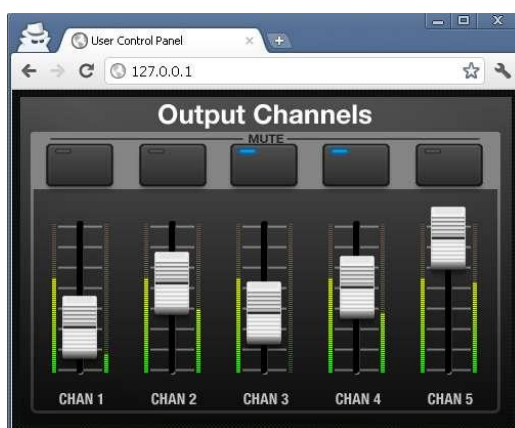 User Control Panel
127.0.0.1
Output Channels
MUTE
CHAN 1 CHAN 2 CHAN 3 CHAN 4 CHAN 5